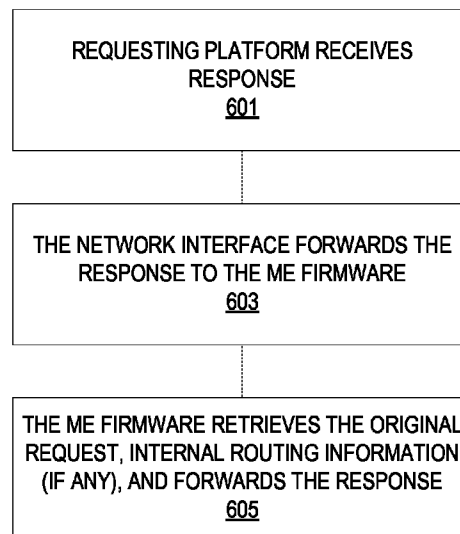 REQUESTING PLATFORM RECEIVES
RESPONSE
601
THE NETWORK INTERFACE FORWARDS THE
RESPONSE TO THE ME FIRMWARE
603
THE ME FIRMWARE RETRIEVES THE ORIGINAL
REQUEST, INTERNAL ROUTING INFORMATION
(IF ANY), AND FORWARDS THE RESPONSE
605